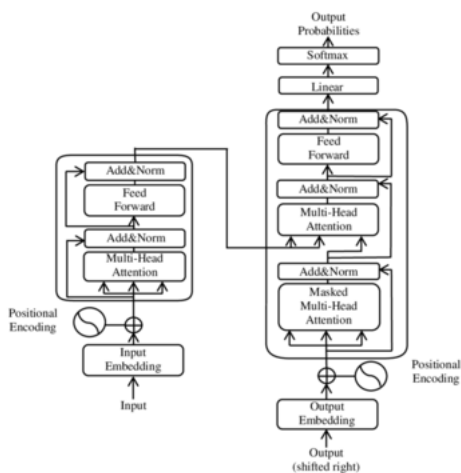 Output
Probabilities
Softmax
Linear
Add&Norm
Feed
Forward
Add&Norm
Multi-Head
Attention
Add&Norm
Masked
Multi-Head
Attention
Positional
Encoding
Output
Embedding
Output
(shifted right)
Add&Norm
Feed
Forward
Add&Norm
Multi-Head
Attention
Positional
Encoding
Input
Embedding
Input